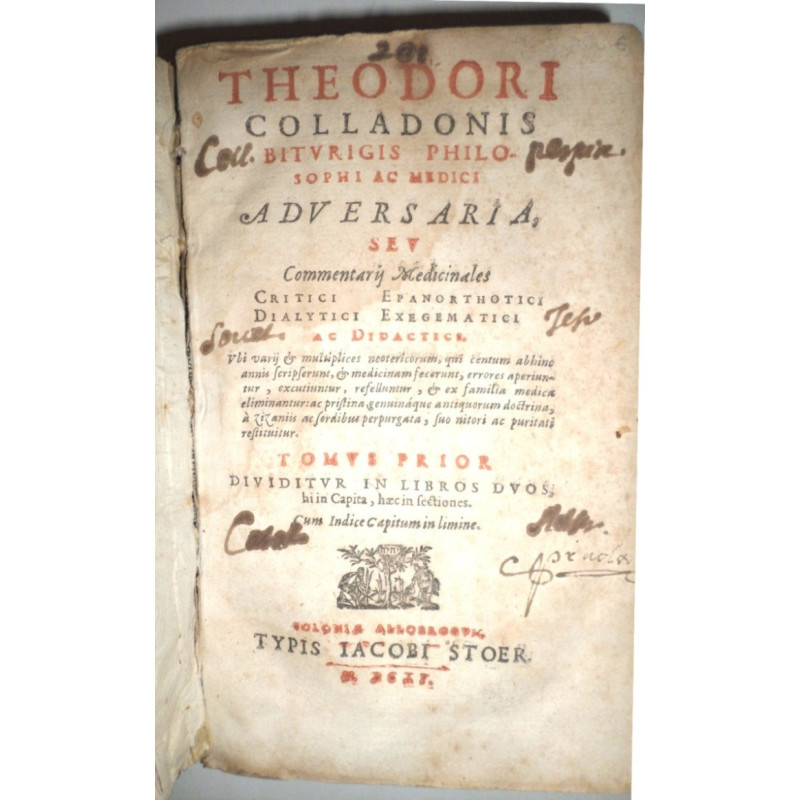 201
THEODORI
COLLADONIS
Coll. BITVRIGIS PHILO-
SOPHI AC MEDICI
ADVERSARIA,
SEV
Commentarij Medicinales
CRITICI EPANORTHOTICI
DIALYTICI EXEGEMATICI
AC DIDACTICI.
Vbi varij & multiplices neotericorum, qui centum abhinc
annis scripserunt, & medicinam fecerunt, errores aperiun-
tur, excutiuntur, refelluntur, & ex familia medica
eliminantur: ac pristina, genuináque antiquorum doctrina,
à zizaniis ac sordibus perpurgata, suo nitori ac puritati
restituitur.
TOMVS PRIOR
DIVIDITVR IN LIBROS DVOS;
hi in Capita, hæc in sectiones.
Cum Indice Capitum in limine.
COLONIÆ ALLOBROGVM,
TYPIS IACOBI STOER.